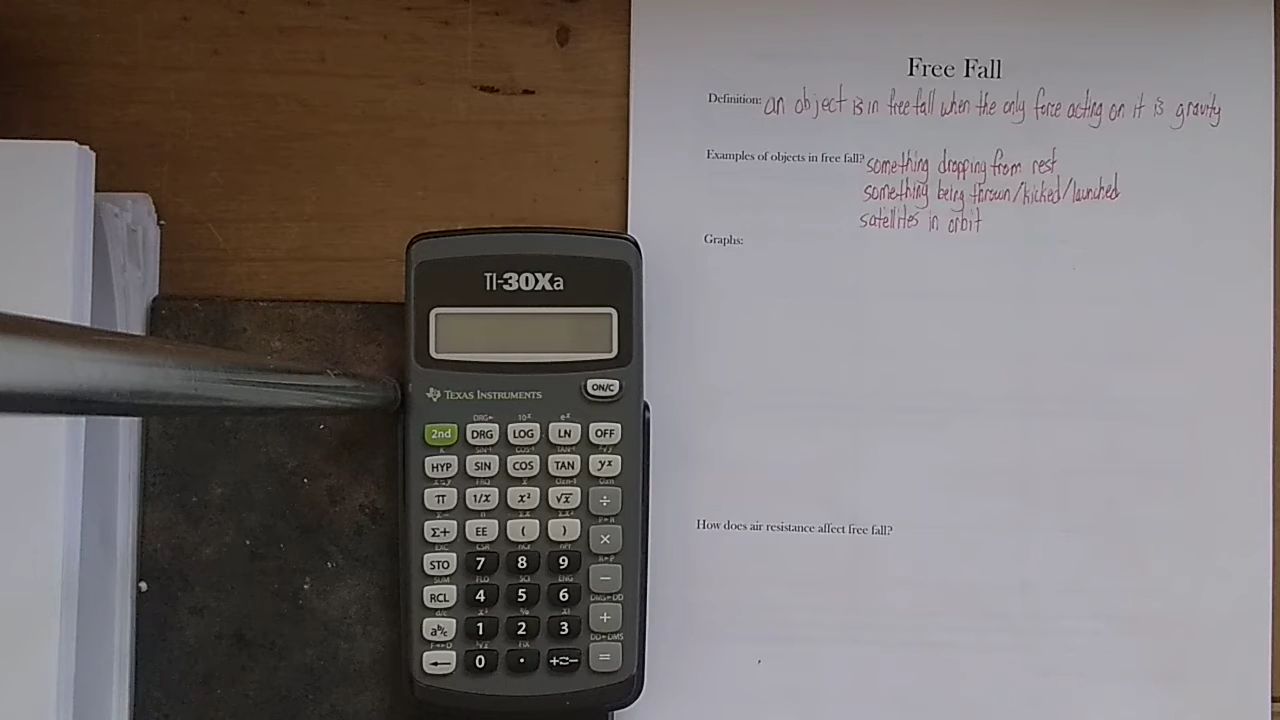 Free Fall
Definition: an object is in free fall when the only force acting on it is gravity
Examples of objects in free fall? something dropping from rest
something being thrown/kicked/launched
satellites in orbit
Graphs:
How does air resistance affect free fall?
TI-30Xa
TEXAS INSTRUMENTS
ON/C
2nd DRG LOG LN OFF
HYP SIN COS TAN yˣ
π 1/x x² √x ÷
Σ+ EE ( ) ×
STO 7 8 9 −
RCL 4 5 6 +
a b/c 1 2 3
← 0 . +⇄− =